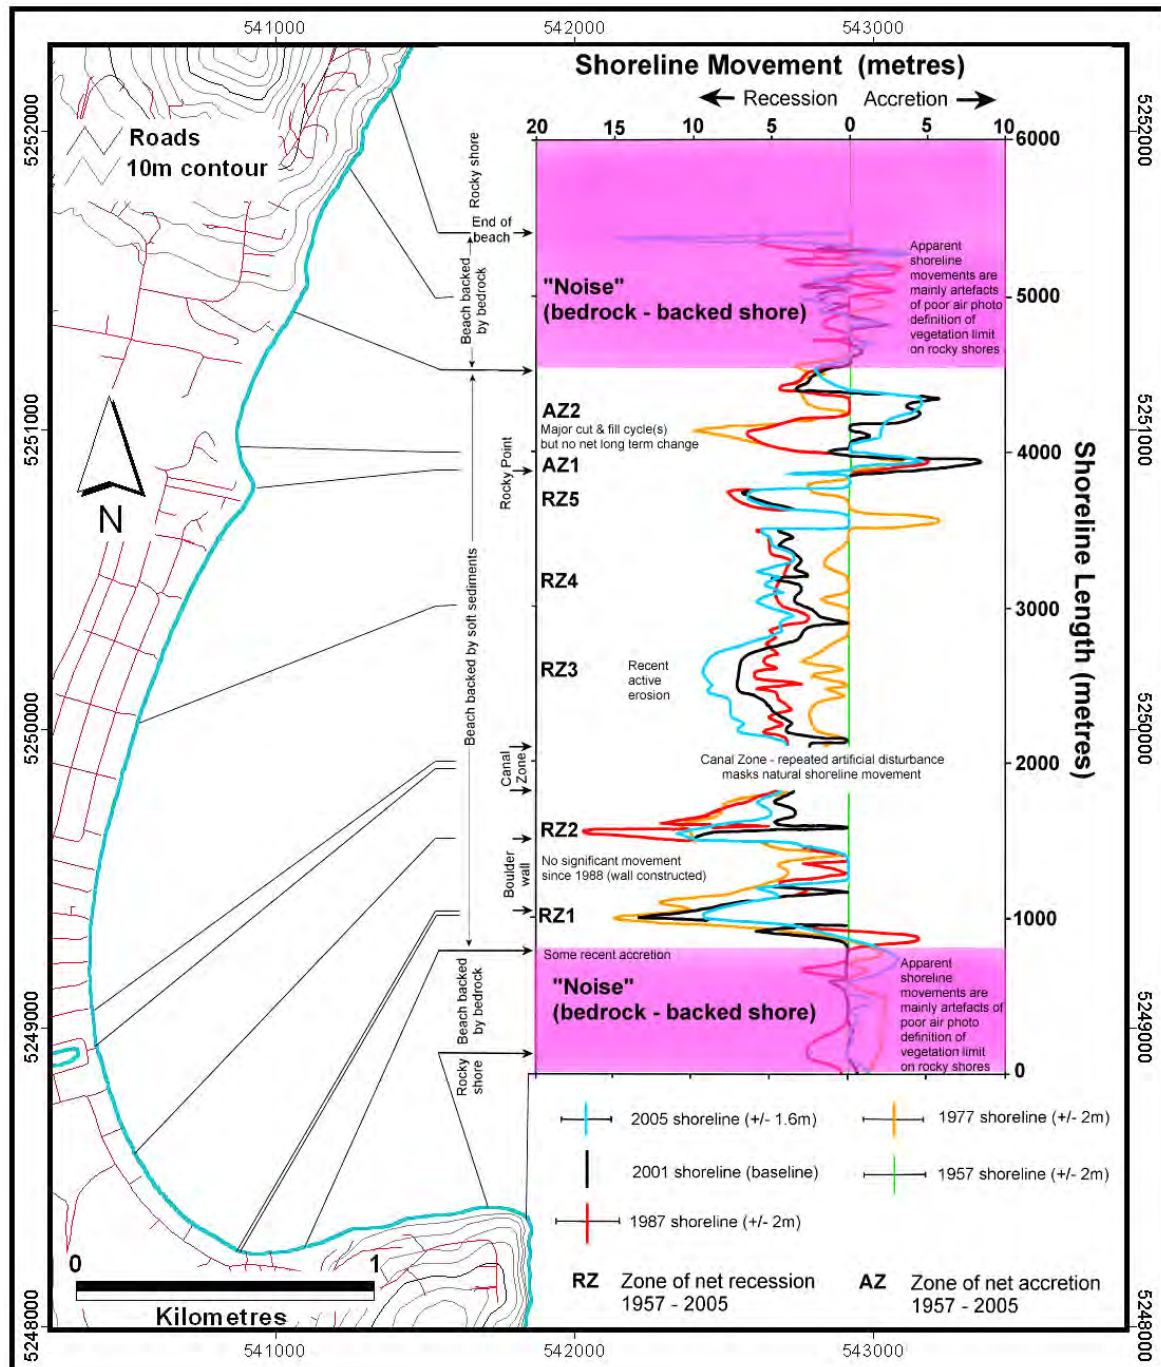 541000
542000
543000
Shoreline Movement (metres)
Recession
Accretion
20
15
10
5
0
5
10
5252000
5251000
5250000
5249000
5248000
Roads
10m contour
N
Rocky shore
End of
beach
Beach backed
by bedrock
Rocky Point
Beach backed by soft sediments
Canal
Zone
Boulder
wall
Beach backed
by bedrock
Rocky
shore
"Noise"
(bedrock - backed shore)
Apparent
shoreline
movements are
mainly artefacts
of poor air photo
definition of
vegetation limit
on rocky shores
AZ2
Major cut & fill cycle(s)
but no net long term change
AZ1
RZ5
RZ4
RZ3
Recent
active
erosion
Canal Zone - repeated artificial disturbance
masks natural shoreline movement
RZ2
No significant movement
since 1988 (wall constructed)
RZ1
Some recent accretion
"Noise"
(bedrock - backed shore)
Apparent
shoreline
movements are
mainly artefacts of
poor air photo
definition of
vegetation limit
on rocky shores
6000
5000
4000
3000
2000
1000
0
Shoreline Length (metres)
5252000
5251000
5250000
5249000
5248000
2005 shoreline (+/- 1.6m)
1977 shoreline (+/- 2m)
2001 shoreline (baseline)
1957 shoreline (+/- 2m)
1987 shoreline (+/- 2m)
RZ Zone of net recession
1957 - 2005
AZ Zone of net accretion
1957 - 2005
0
1
Kilometres
541000
542000
543000